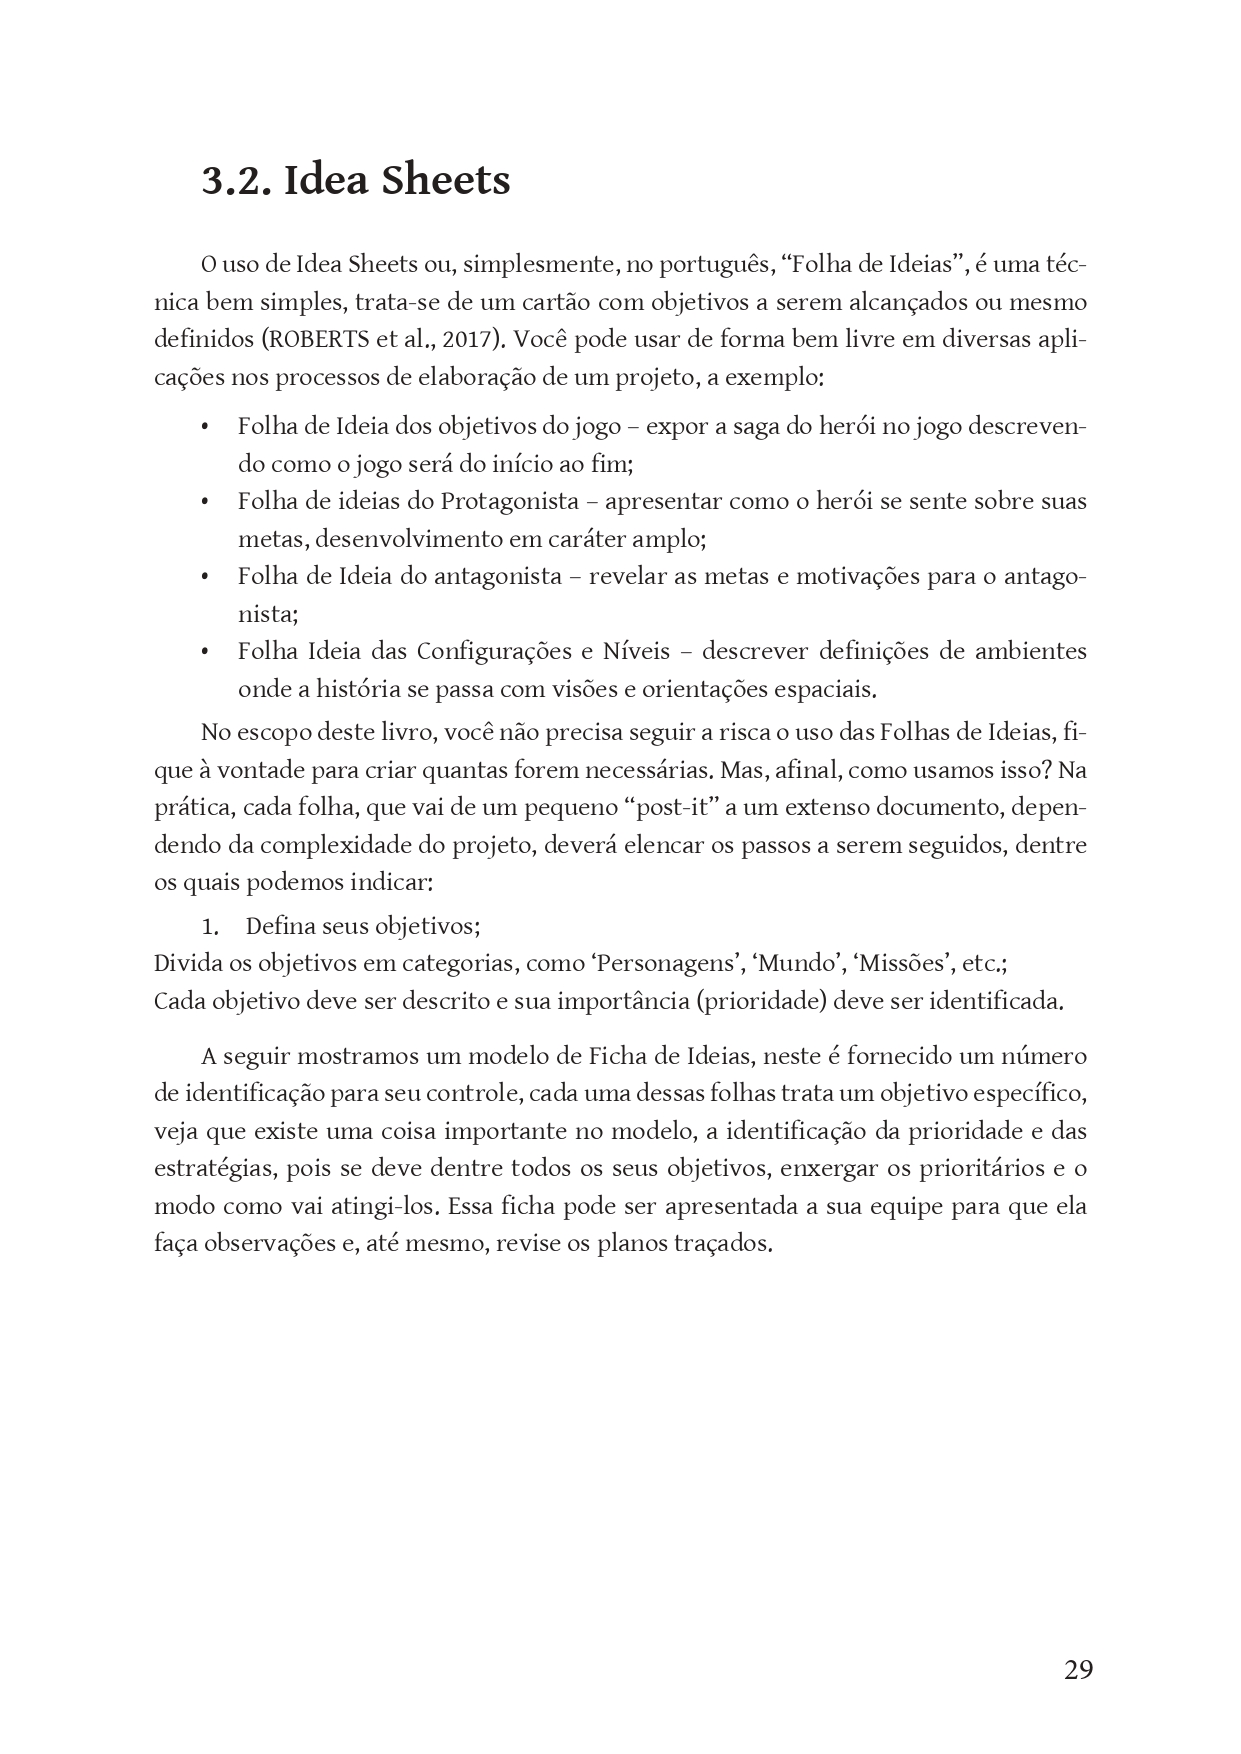 3.2. Idea Sheets
O uso de Idea Sheets ou, simplesmente, no português, “Folha de Ideias”, é uma téc-
nica bem simples, trata-se de um cartão com objetivos a serem alcançados ou mesmo
definidos (ROBERTS et al., 2017). Você pode usar de forma bem livre em diversas apli-
cações nos processos de elaboração de um projeto, a exemplo:
• Folha de Ideia dos objetivos do jogo – expor a saga do herói no jogo descreven-
do como o jogo será do início ao fim;
• Folha de ideias do Protagonista – apresentar como o herói se sente sobre suas
metas, desenvolvimento em caráter amplo;
• Folha de Ideia do antagonista – revelar as metas e motivações para o antago-
nista;
• Folha Ideia das Configurações e Níveis – descrever definições de ambientes
onde a história se passa com visões e orientações espaciais.
No escopo deste livro, você não precisa seguir a risca o uso das Folhas de Ideias, fi-
que à vontade para criar quantas forem necessárias. Mas, afinal, como usamos isso? Na
prática, cada folha, que vai de um pequeno “post-it” a um extenso documento, depen-
dendo da complexidade do projeto, deverá elencar os passos a serem seguidos, dentre
os quais podemos indicar:
1. Defina seus objetivos;
Divida os objetivos em categorias, como ‘Personagens’, ‘Mundo’, ‘Missões’, etc.;
Cada objetivo deve ser descrito e sua importância (prioridade) deve ser identificada.
A seguir mostramos um modelo de Ficha de Ideias, neste é fornecido um número
de identificação para seu controle, cada uma dessas folhas trata um objetivo específico,
veja que existe uma coisa importante no modelo, a identificação da prioridade e das
estratégias, pois se deve dentre todos os seus objetivos, enxergar os prioritários e o
modo como vai atingi-los. Essa ficha pode ser apresentada a sua equipe para que ela
faça observações e, até mesmo, revise os planos traçados.
29